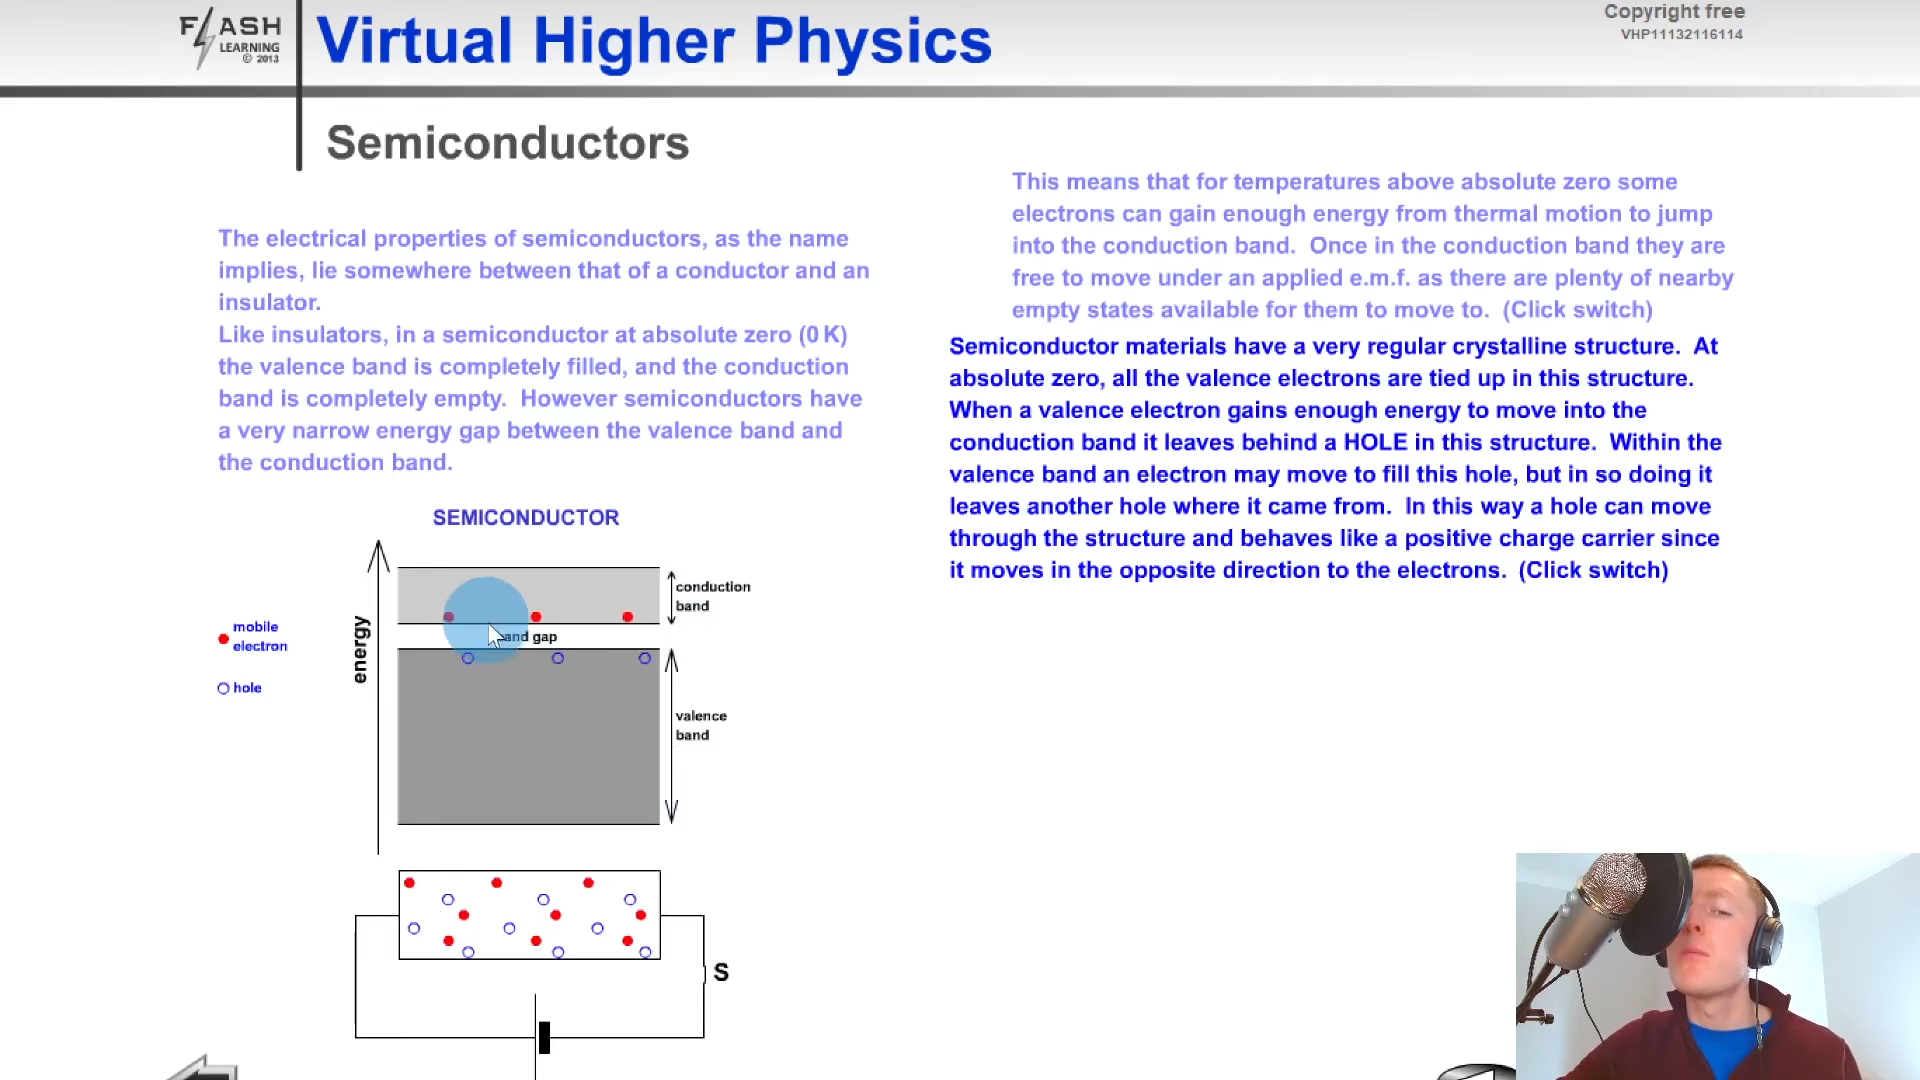 FLASH
LEARNING
© 2013
Virtual Higher Physics
Copyright free
VHP11132116114
Semiconductors
The electrical properties of semiconductors, as the name
implies, lie somewhere between that of a conductor and an
insulator.
Like insulators, in a semiconductor at absolute zero (0 K)
the valence band is completely filled, and the conduction
band is completely empty. However semiconductors have
a very narrow energy gap between the valence band and
the conduction band.
This means that for temperatures above absolute zero some
electrons can gain enough energy from thermal motion to jump
into the conduction band. Once in the conduction band they are
free to move under an applied e.m.f. as there are plenty of nearby
empty states available for them to move to. (Click switch)
Semiconductor materials have a very regular crystalline structure. At
absolute zero, all the valence electrons are tied up in this structure.
When a valence electron gains enough energy to move into the
conduction band it leaves behind a HOLE in this structure. Within the
valence band an electron may move to fill this hole, but in so doing it
leaves another hole where it came from. In this way a hole can move
through the structure and behaves like a positive charge carrier since
it moves in the opposite direction to the electrons. (Click switch)
SEMICONDUCTOR
conduction
band
mobile
electron
energy
and gap
hole
valence
band
S